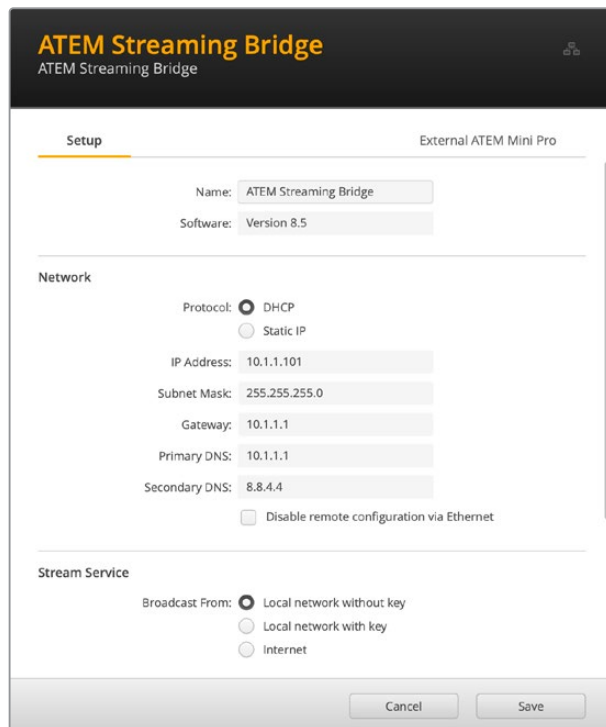 ATEM Streaming Bridge
ATEM Streaming Bridge
Setup External ATEM Mini Pro
Name: ATEM Streaming Bridge
Software: Version 8.5
Network
Protocol: DHCP
Static IP
IP Address: 10.1.1.101
Subnet Mask: 255.255.255.0
Gateway: 10.1.1.1
Primary DNS: 10.1.1.1
Secondary DNS: 8.8.4.4
Disable remote configuration via Ethernet
Stream Service
Broadcast From: Local network without key
Local network with key
Internet
Cancel Save